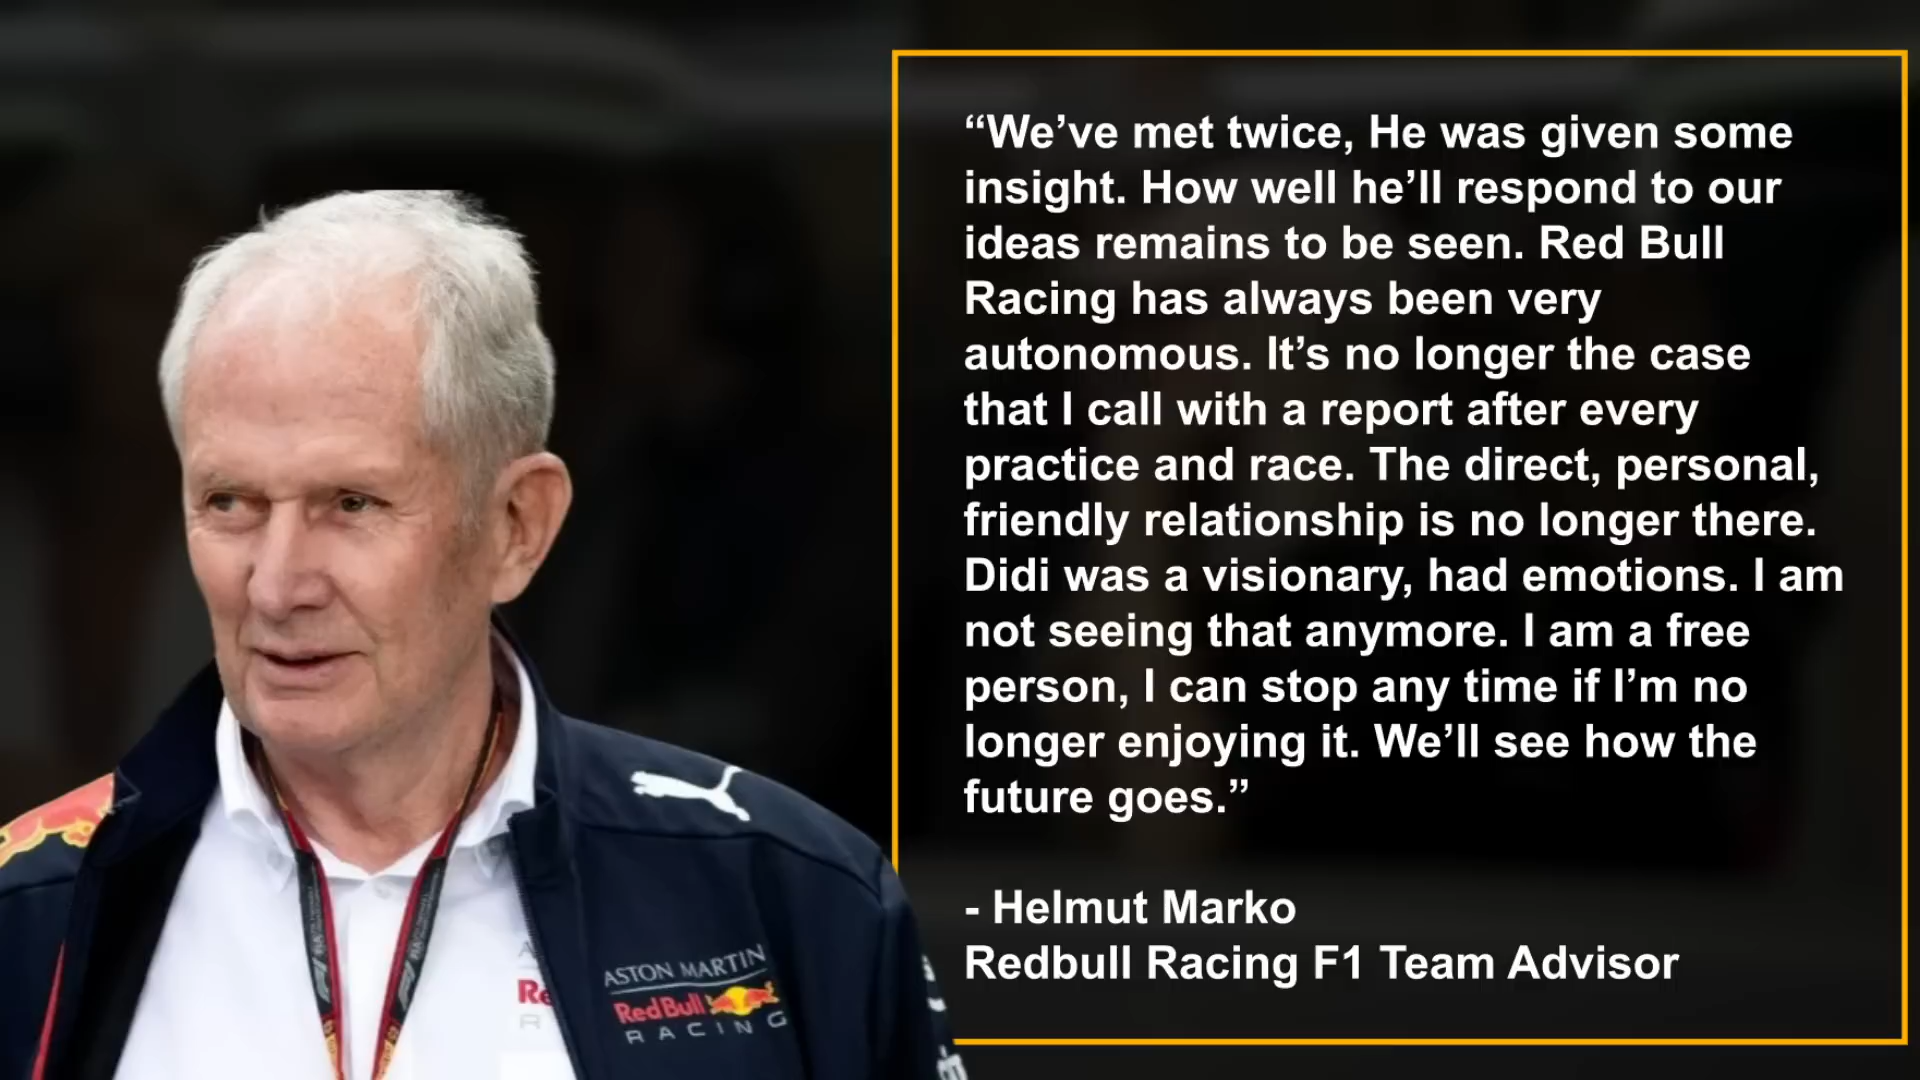 “We’ve met twice, He was given some
insight. How well he’ll respond to our
ideas remains to be seen. Red Bull
Racing has always been very
autonomous. It’s no longer the case
that I call with a report after every
practice and race. The direct, personal,
friendly relationship is no longer there.
Didi was a visionary, had emotions. I am
not seeing that anymore. I am a free
person, I can stop any time if I’m no
longer enjoying it. We’ll see how the
future goes.”
- Helmut Marko
Redbull Racing F1 Team Advisor
ASTON MARTIN
Red Bull
RACING